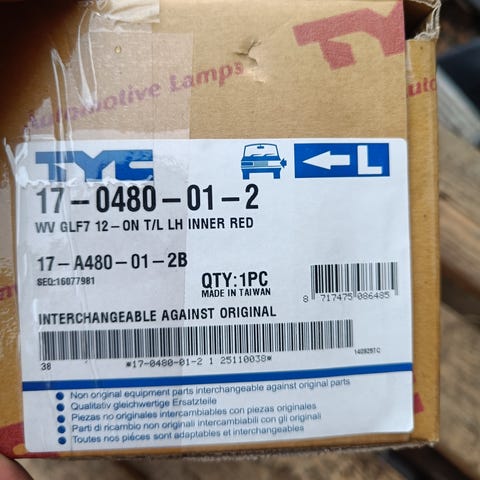 TYC
Automotive Lamps
Auto
TYC
L
17-0480-01-2
WV GLF7 12-ON T/L LH INNER RED
17-A480-01-2B
SEQ:16077981
QTY:1PC
MADE IN TAIWAN
8 717475 086485
INTERCHANGEABLE AGAINST ORIGINAL
38 *17-0480-01-2 1 25110038*
• Non original equipment parts interchangeable against original parts
• Qualitativ gleichwertige Ersatzteile
• Piezas no originales intercambiables con piezas originales
• Parti di ricambio non originali intercambiabili con gli originali
• Toutes nos pièces sont adaptables et interchangeables